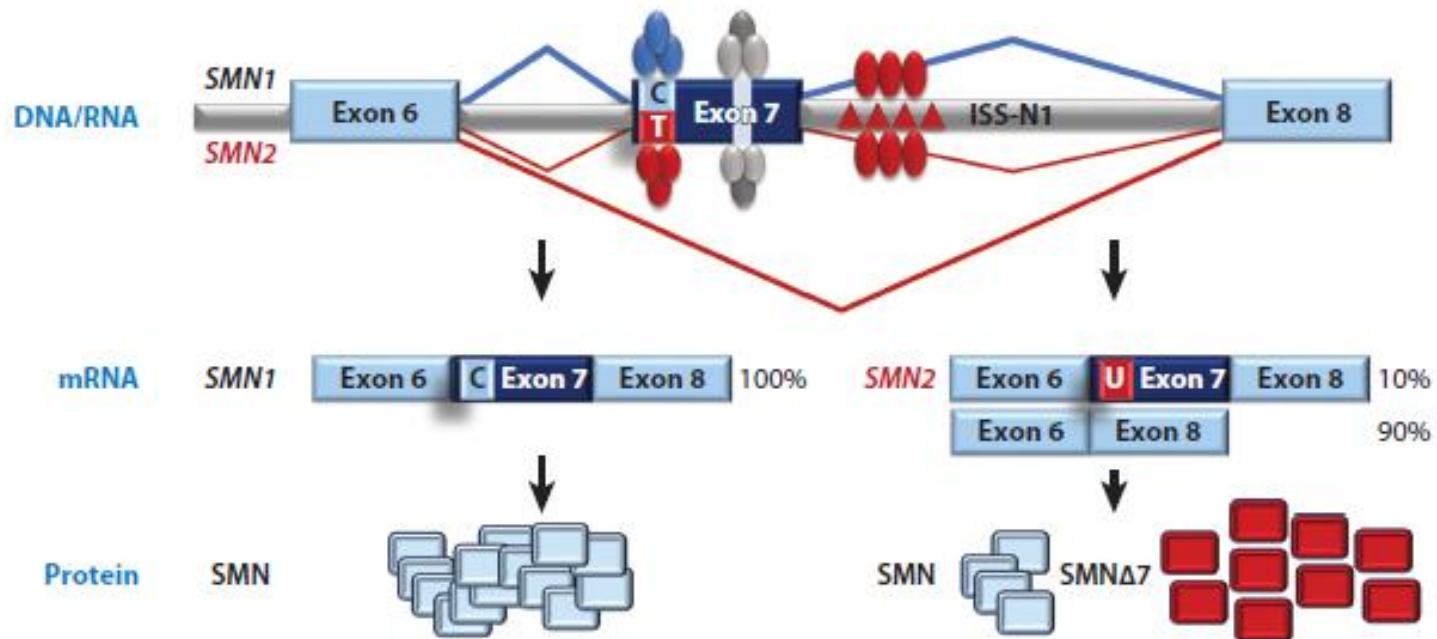 SMN1
DNA/RNA Exon 6 C T Exon 7 ISS-N1 Exon 8
SMN2
mRNA SMN1 Exon 6 C Exon 7 Exon 8 100% SMN2 Exon 6 U Exon 7 Exon 8 10%
Exon 6 Exon 8 90%
Protein SMN SMN SMNΔ7